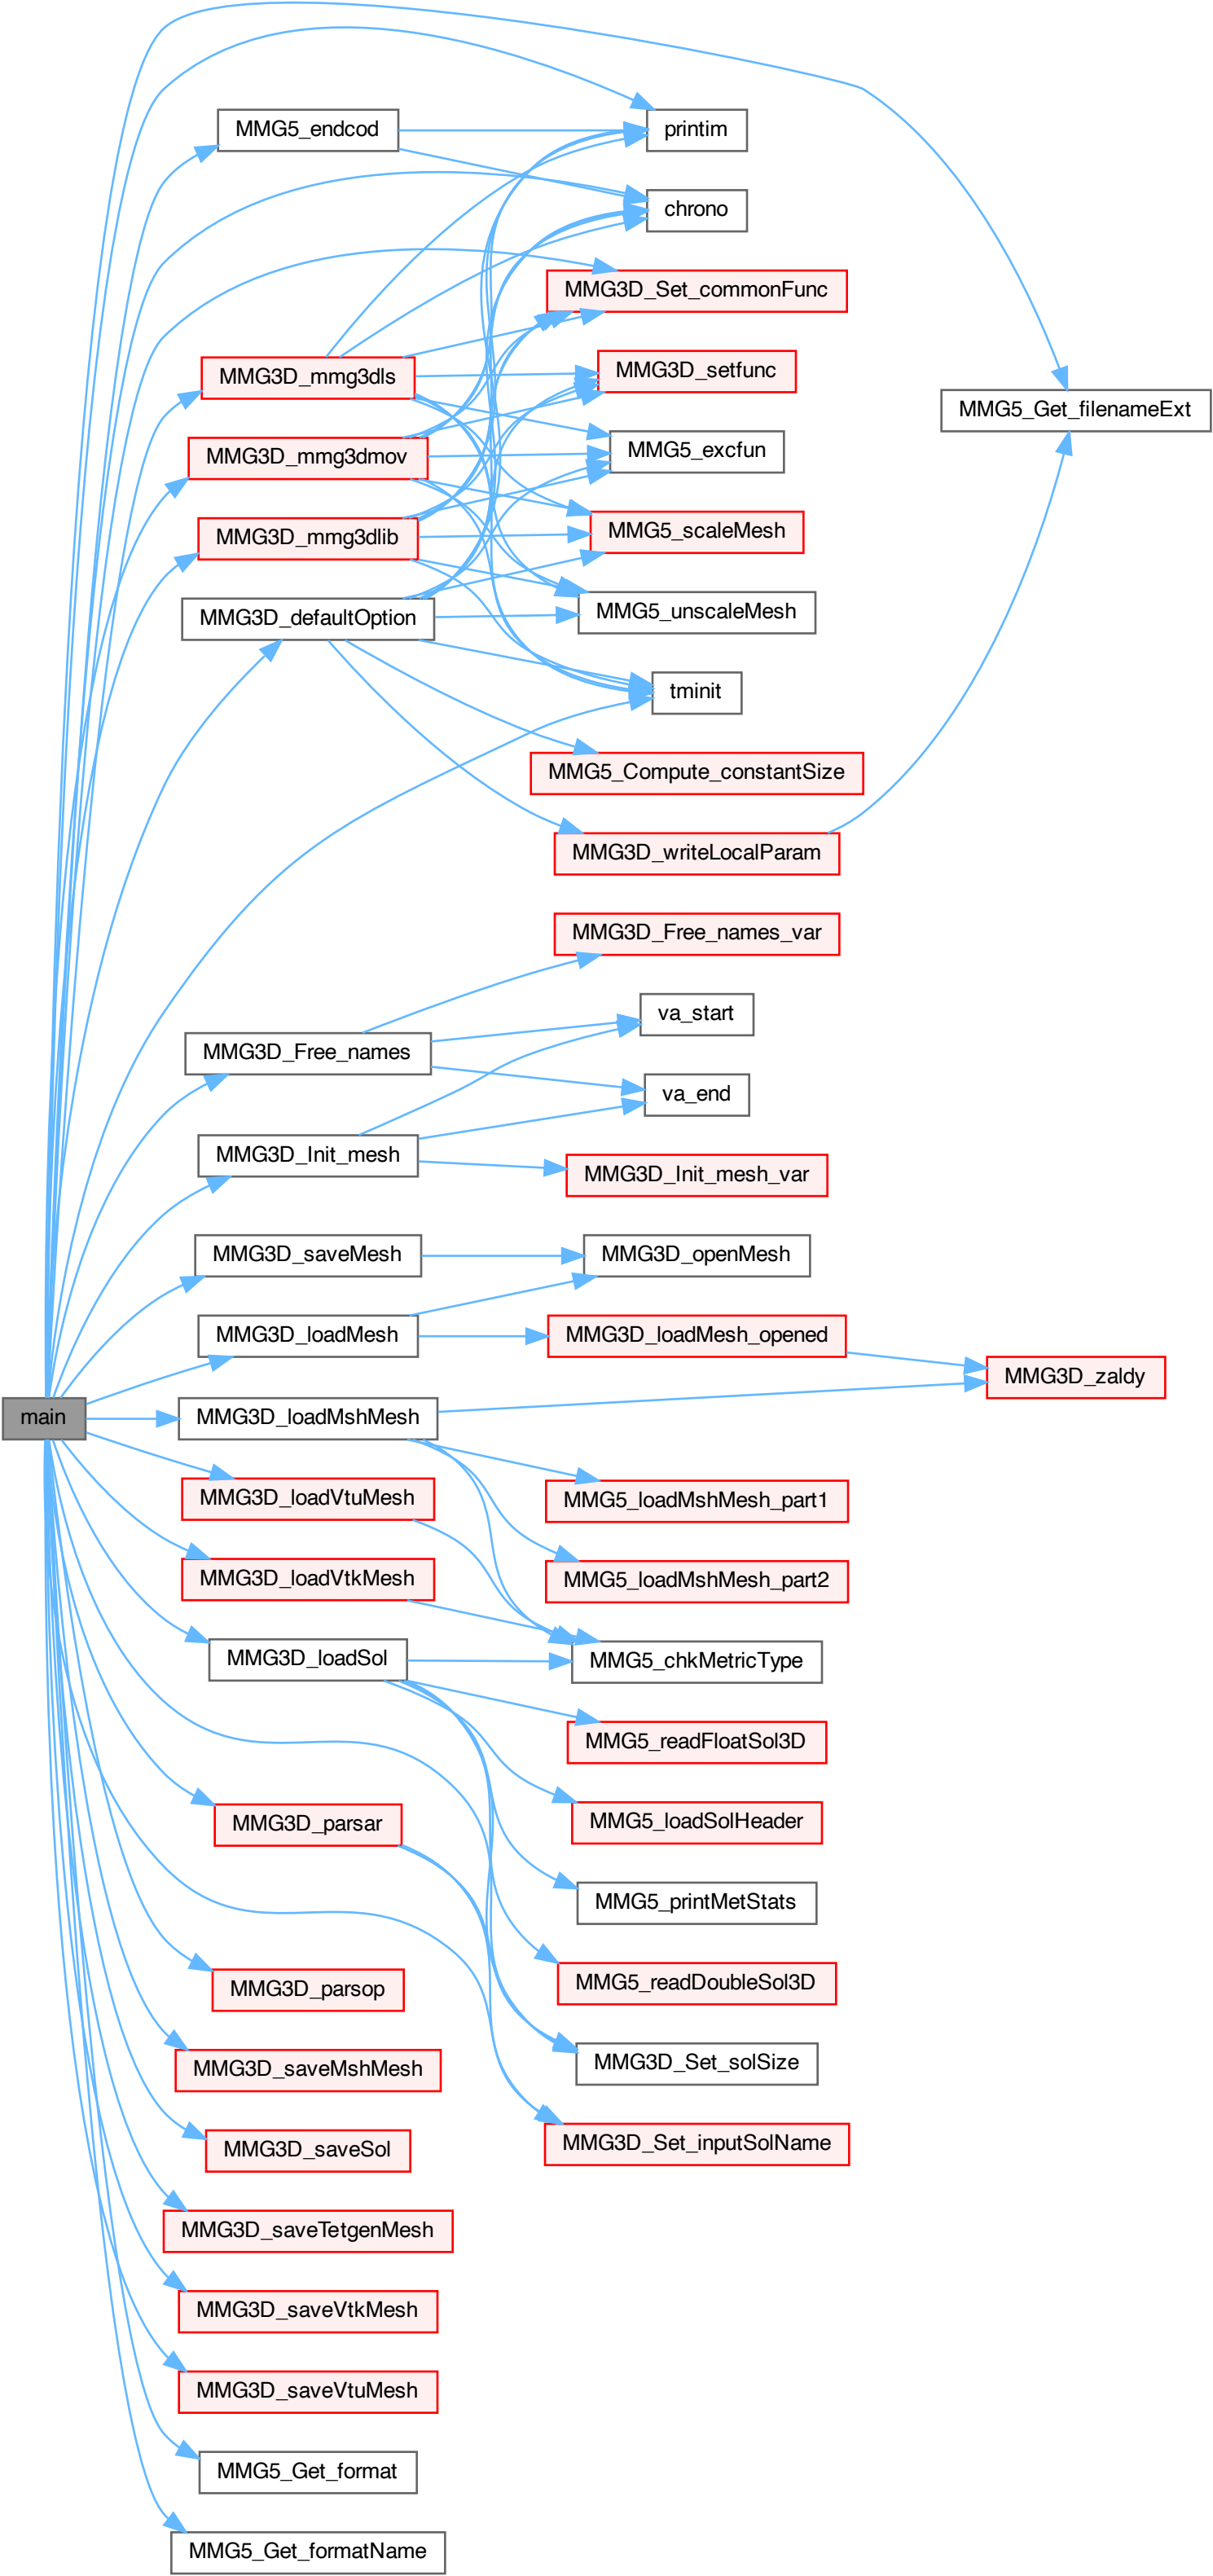 main
MMG5_endcod
MMG3D_mmg3dls
MMG3D_mmg3dmov
MMG3D_mmg3dlib
MMG3D_defaultOption
MMG3D_Free_names
MMG3D_Init_mesh
MMG3D_saveMesh
MMG3D_loadMesh
MMG3D_loadMshMesh
MMG3D_loadVtuMesh
MMG3D_loadVtkMesh
MMG3D_loadSol
MMG3D_parsar
MMG3D_parsop
MMG3D_saveMshMesh
MMG3D_saveSol
MMG3D_saveTetgenMesh
MMG3D_saveVtkMesh
MMG3D_saveVtuMesh
MMG5_Get_format
MMG5_Get_formatName
printim
chrono
MMG3D_Set_commonFunc
MMG3D_setfunc
MMG5_excfun
MMG5_scaleMesh
MMG5_unscaleMesh
tminit
MMG5_Compute_constantSize
MMG3D_writeLocalParam
MMG3D_Free_names_var
va_start
va_end
MMG3D_Init_mesh_var
MMG3D_openMesh
MMG3D_loadMesh_opened
MMG5_loadMshMesh_part1
MMG5_loadMshMesh_part2
MMG5_chkMetricType
MMG5_readFloatSol3D
MMG5_loadSolHeader
MMG5_printMetStats
MMG5_readDoubleSol3D
MMG3D_Set_solSize
MMG3D_Set_inputSolName
MMG5_Get_filenameExt
MMG3D_zaldy